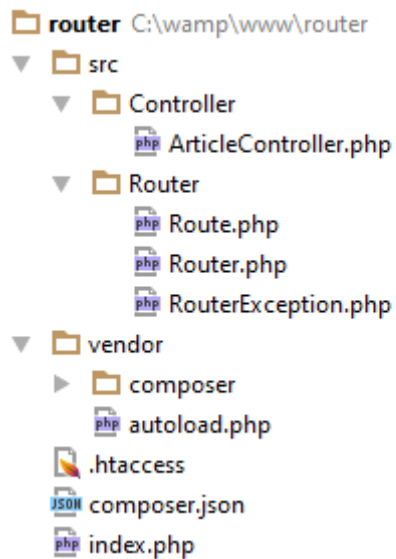 router C:\wamp\www\router
src
Controller
php ArticleController.php
Router
php Route.php
php Router.php
php RouterException.php
vendor
composer
php autoload.php
.htaccess
JSON composer.json
php index.php